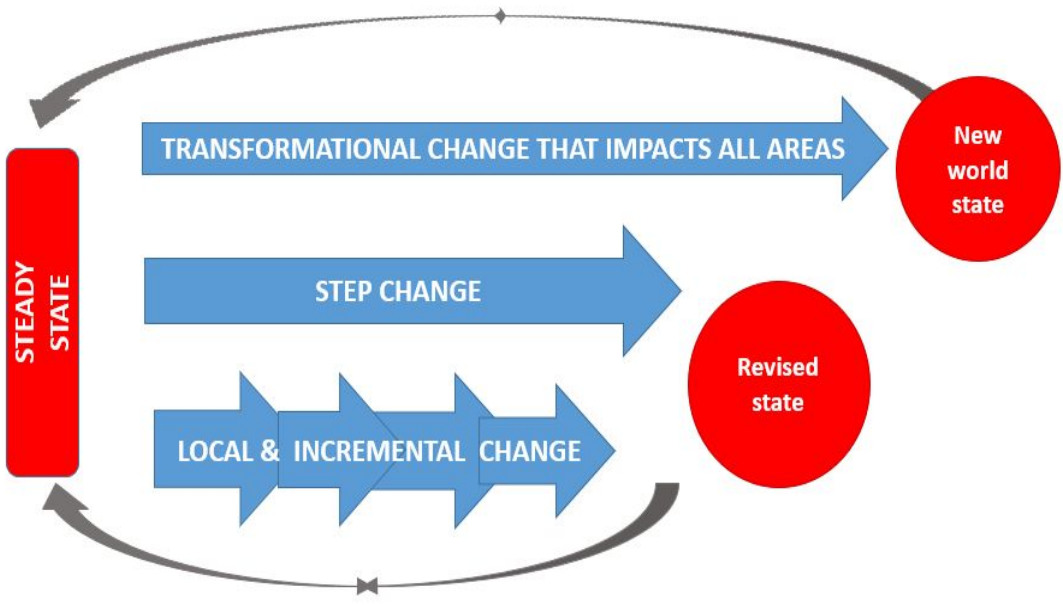 STEADY
STATE
TRANSFORMATIONAL CHANGE THAT IMPACTS ALL AREAS
New
world
state
STEP CHANGE
Revised
state
LOCAL & INCREMENTAL CHANGE